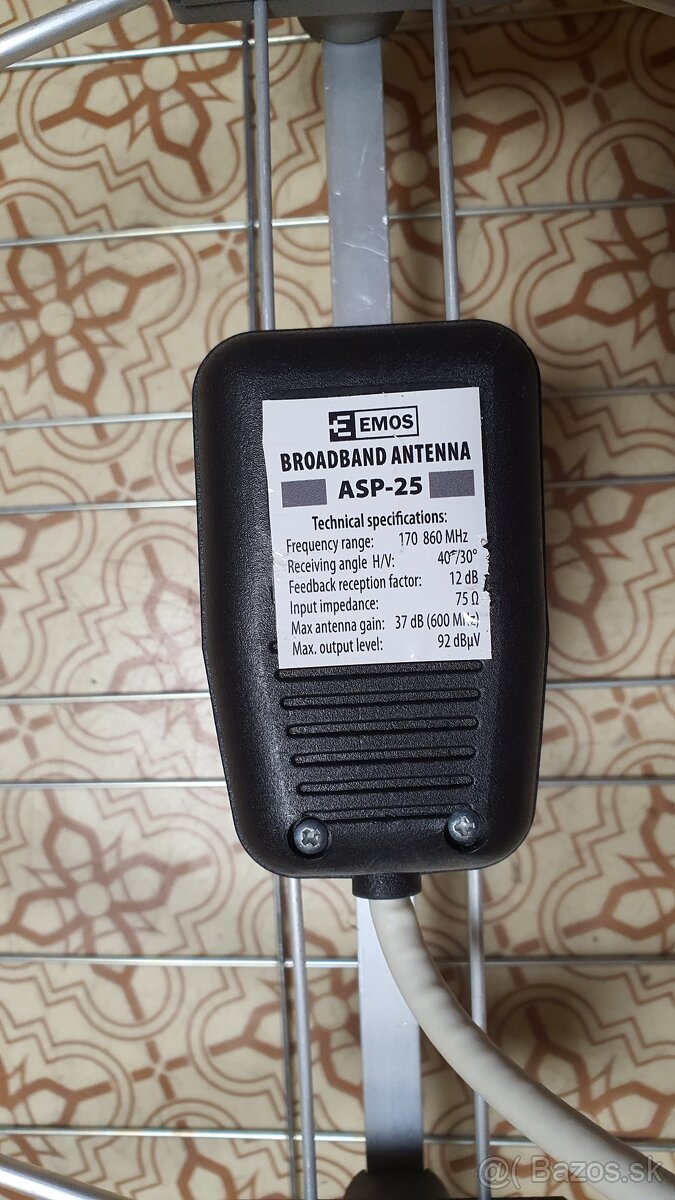 EMOS
BROADBAND ANTENNA
ASP-25
Technical specifications:
Frequency range: 170 860 MHz
Receiving angle H/V: 40°/30°
Feedback reception factor: 12 dB
Input impedance: 75 Ω
Max antenna gain: 37 dB (600 MHz)
Max. output level: 92 dBµV
@( Bazos.sk